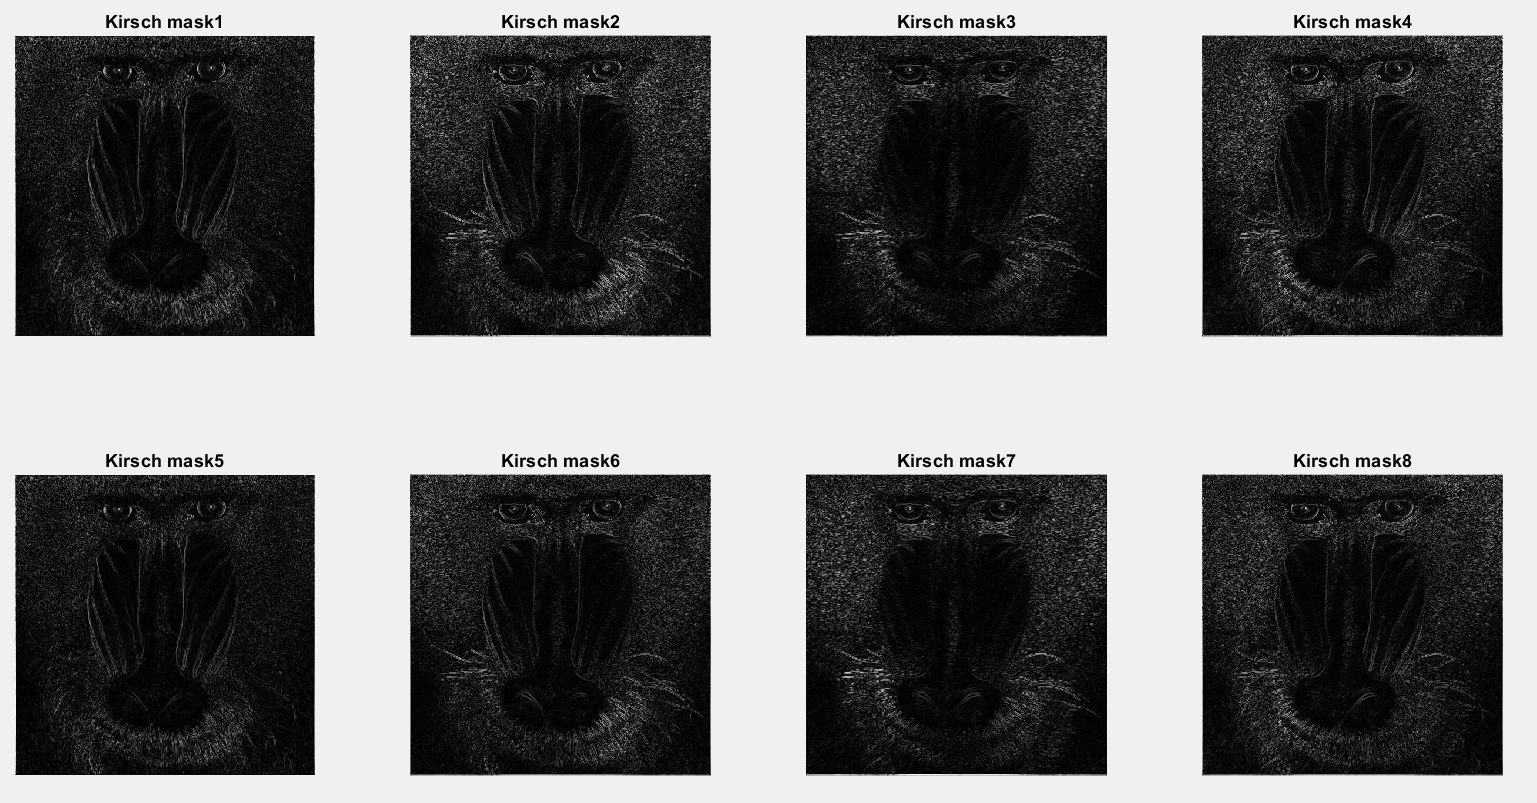 Kirsch mask1
Kirsch mask2
Kirsch mask3
Kirsch mask4
Kirsch mask5
Kirsch mask6
Kirsch mask7
Kirsch mask8